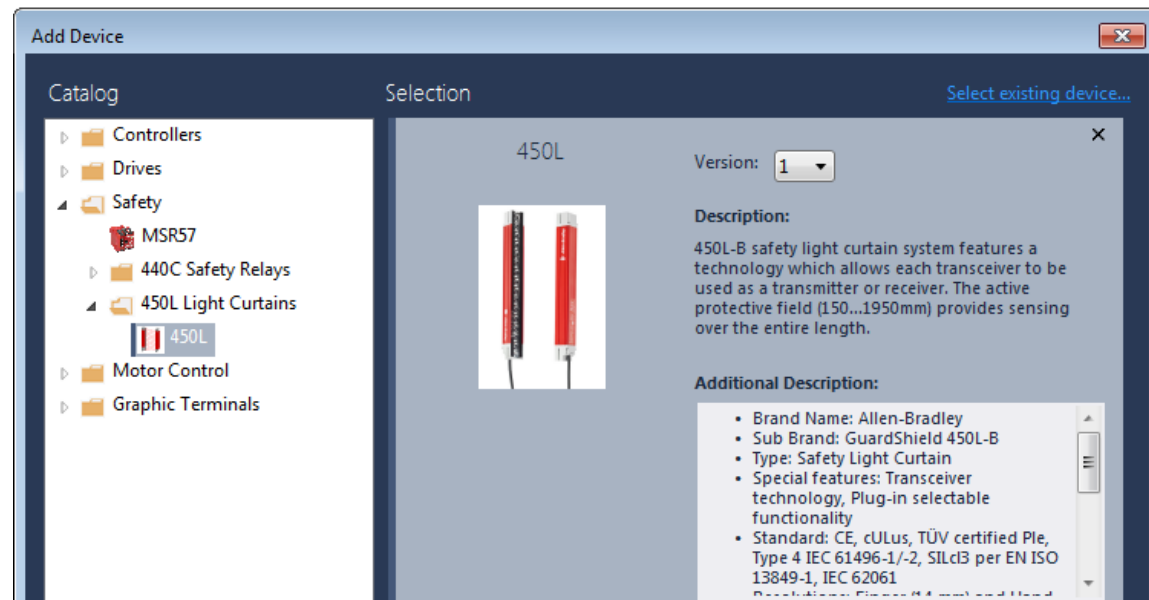 Add Device
Catalog
Selection
Select existing device...
Controllers
Drives
Safety
MSR57
440C Safety Relays
450L Light Curtains
450L
Motor Control
Graphic Terminals
450L
Version: 1
Description:
450L-B safety light curtain system features a
technology which allows each transceiver to be
used as a transmitter or receiver. The active
protective field (150...1950mm) provides sensing
over the entire length.
Additional Description:
• Brand Name: Allen-Bradley
• Sub Brand: GuardShield 450L-B
• Type: Safety Light Curtain
• Special features: Transceiver
technology, Plug-in selectable
functionality
• Standard: CE, cULus, TÜV certified Ple,
Type 4 IEC 61496-1/-2, SILcl3 per EN ISO
13849-1, IEC 62061